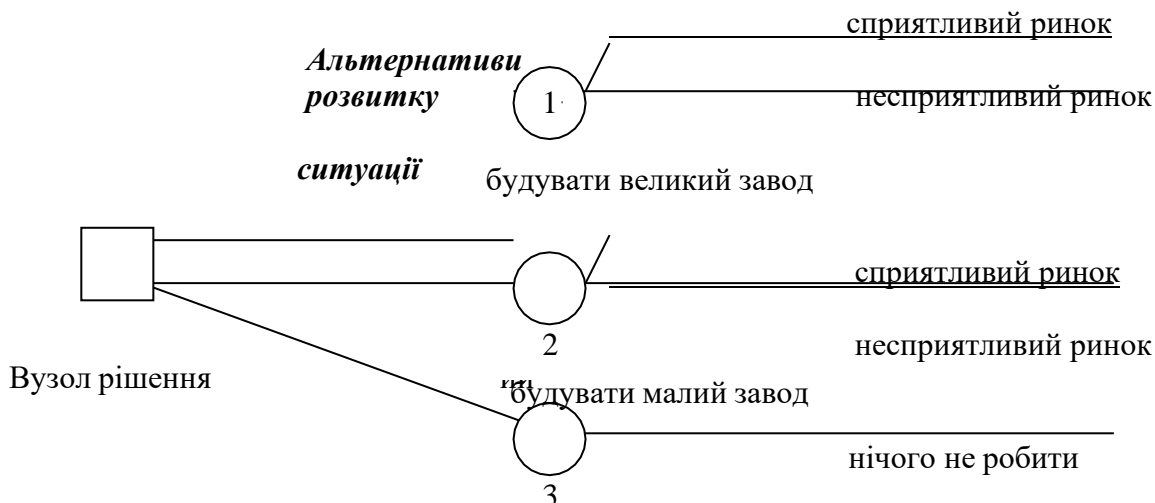 сприятливий ринок
Альтернативи
розвитку
1
несприятливий ринок
ситуації
будувати великий завод
сприятливий ринок
2
несприятливий ринок
Вузол рішення
будувати малий завод
нічого не робити
3